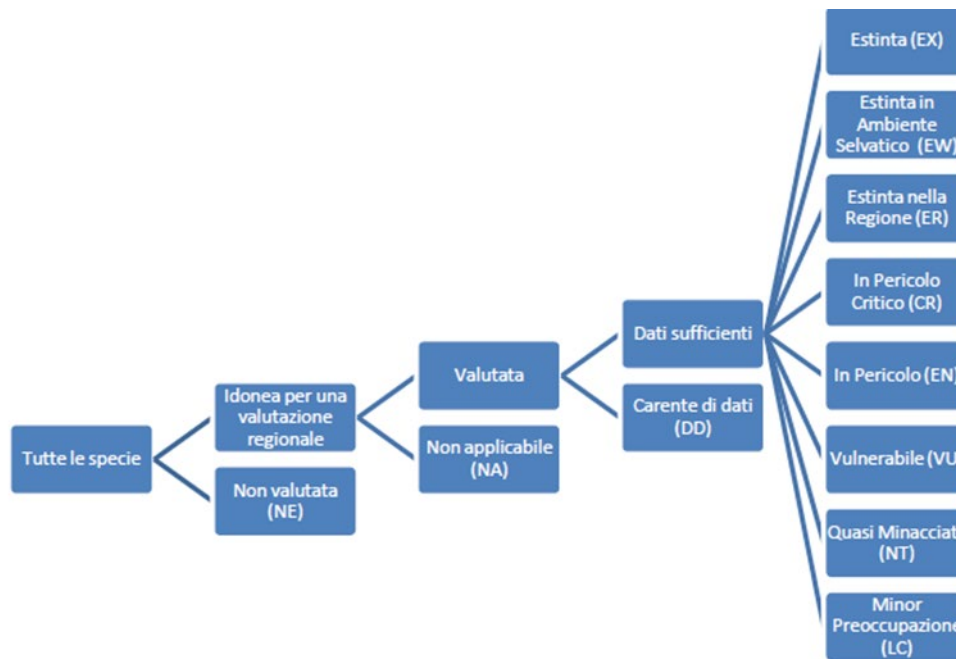 Tutte le specie
Idonea per una
valutazione
regionale
Non valutata
(NE)
Valutata
Non applicabile
(NA)
Dati sufficienti
Carente di dati
(DD)
Estinta (EX)
Estinta in
Ambiente
Selvatico (EW)
Estinta nella
Regione (ER)
In Pericolo
Critico (CR)
In Pericolo (EN)
Vulnerabile (VU
Quasi Minacciat
(NT)
Minor
Preoccupazione
(LC)